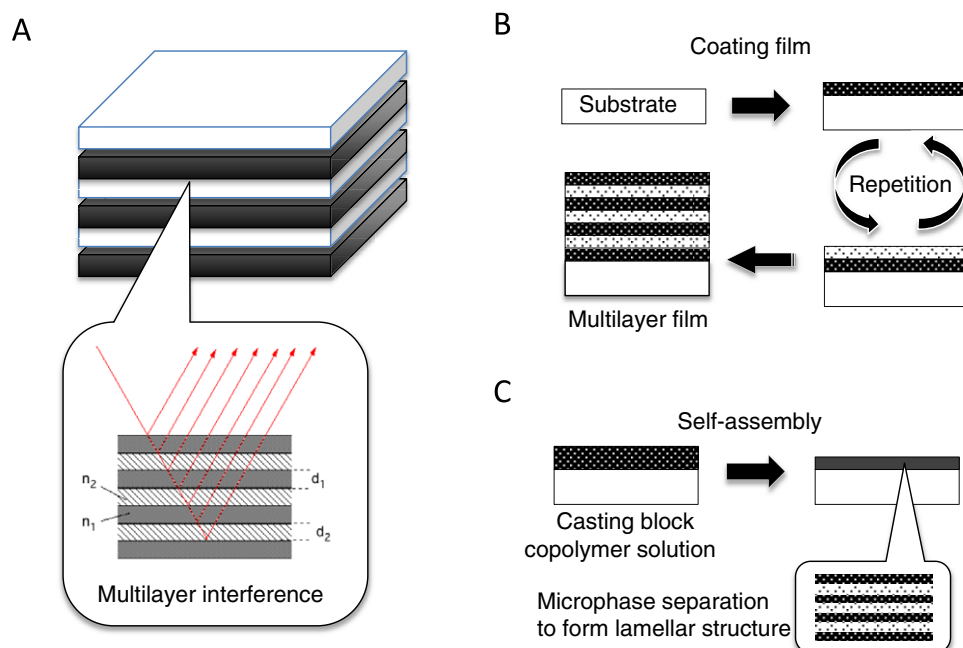 A
n₂
n₁
d₁
d₂
Multilayer interference
B
Coating film
Substrate
Repetition
Multilayer film
C
Self-assembly
Casting block
copolymer solution
Microphase separation
to form lamellar structure